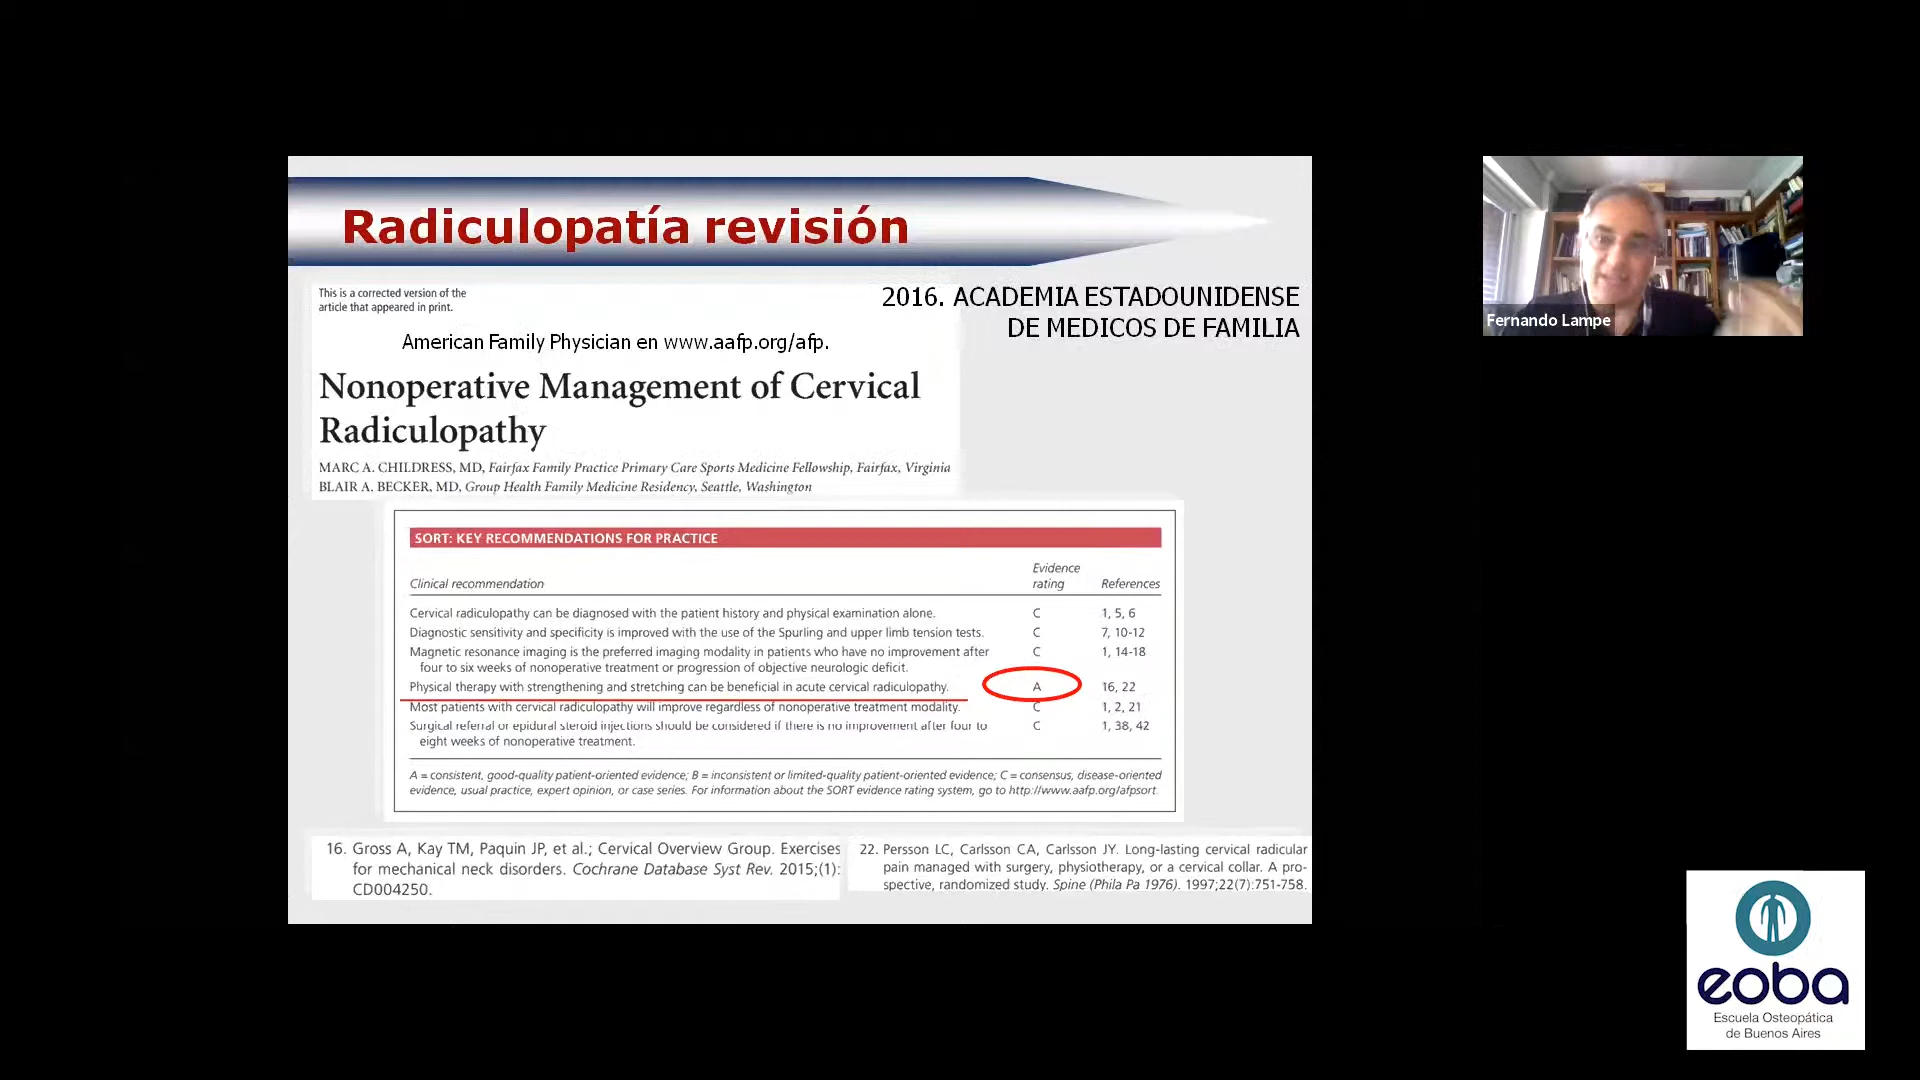 Radiculopatía revisión
This is a corrected version of the
article that appeared in print.
2016. ACADEMIA ESTADOUNIDENSE
DE MEDICOS DE FAMILIA
American Family Physician en www.aafp.org/afp.
Nonoperative Management of Cervical
Radiculopathy
MARC A. CHILDRESS, MD, Fairfax Family Practice Primary Care Sports Medicine Fellowship, Fairfax, Virginia
BLAIR A. BECKER, MD, Group Health Family Medicine Residency, Seattle, Washington
SORT: KEY RECOMMENDATIONS FOR PRACTICE
Evidence
Clinical recommendation rating References
Cervical radiculopathy can be diagnosed with the patient history and physical examination alone. C 1, 5, 6
Diagnostic sensitivity and specificity is improved with the use of the Spurling and upper limb tension tests. C 7, 10-12
Magnetic resonance imaging is the preferred imaging modality in patients who have no improvement after C 1, 14-18
four to six weeks of nonoperative treatment or progression of objective neurologic deficit.
Physical therapy with strengthening and stretching can be beneficial in acute cervical radiculopathy. A 16, 22
Most patients with cervical radiculopathy will improve regardless of nonoperative treatment modality. C 1, 2, 21
Surgical referral or epidural steroid injections should be considered if there is no improvement after four to C 1, 38, 42
eight weeks of nonoperative treatment.
A = consistent, good-quality patient-oriented evidence; B = inconsistent or limited-quality patient-oriented evidence; C = consensus, disease-oriented
evidence, usual practice, expert opinion, or case series. For information about the SORT evidence rating system, go to http://www.aafp.org/afpsort.
16. Gross A, Kay TM, Paquin JP, et al.; Cervical Overview Group. Exercises
for mechanical neck disorders. Cochrane Database Syst Rev. 2015;(1):
CD004250.
22. Persson LC, Carlsson CA, Carlsson JY. Long-lasting cervical radicular
pain managed with surgery, physiotherapy, or a cervical collar. A pro-
spective, randomized study. Spine (Phila Pa 1976). 1997;22(7):751-758.
Fernando Lampe
eoba
Escuela Osteopática
de Buenos Aires